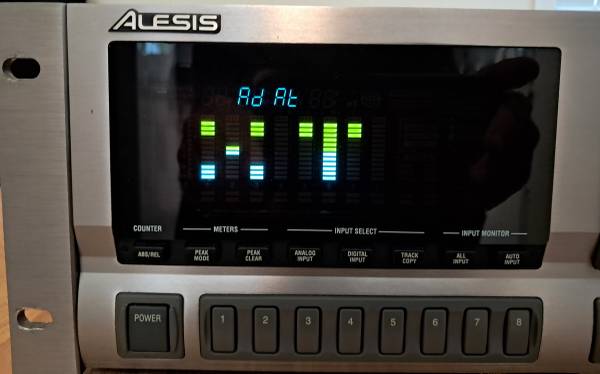 ALESIS
Ad At
XT
COUNTER METERS INPUT SELECT INPUT MONITOR
ABS/REL PEAK MODE PEAK CLEAR ANALOG INPUT DIGITAL INPUT TRACK COPY ALL INPUT AUTO INPUT
POWER 1 2 3 4 5 6 7 8